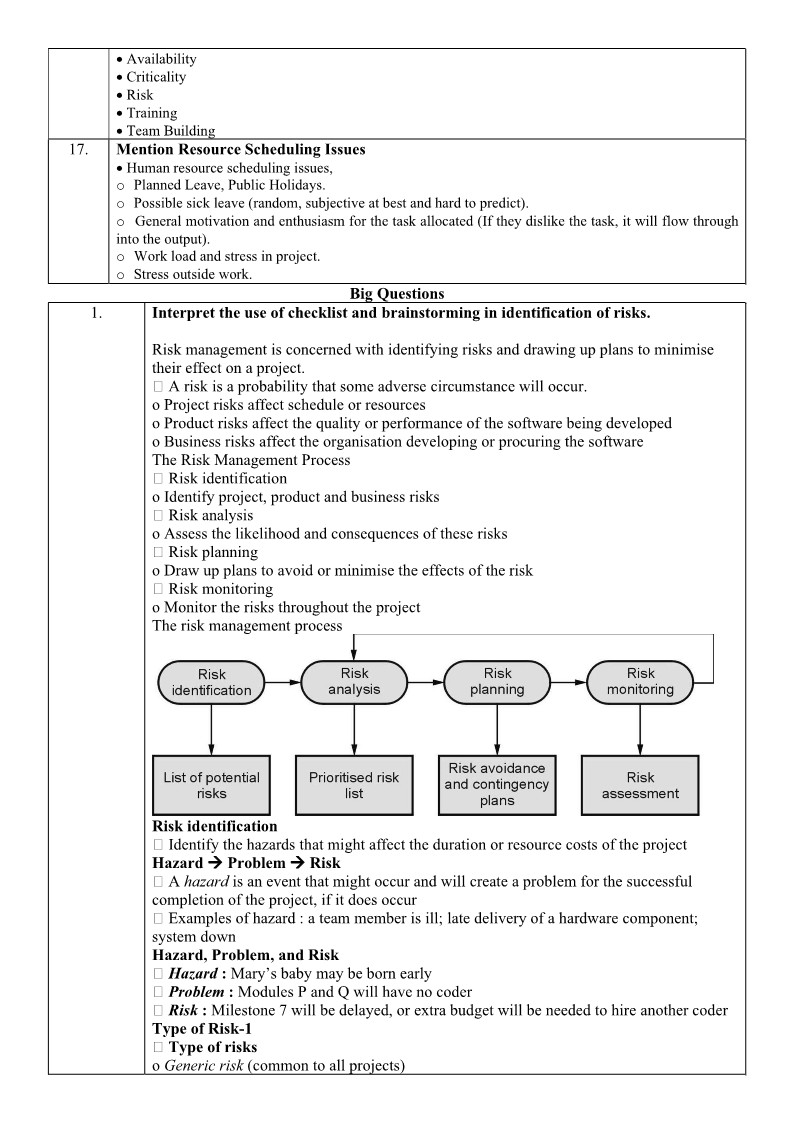 • Availability
• Criticality
• Risk
• Training
• Team Building
17. Mention Resource Scheduling Issues
• Human resource scheduling issues,
o Planned Leave, Public Holidays.
o Possible sick leave (random, subjective at best and hard to predict).
o General motivation and enthusiasm for the task allocated (If they dislike the task, it will flow through
into the output).
o Work load and stress in project.
o Stress outside work.
Big Questions
1. Interpret the use of checklist and brainstorming in identification of risks.
Risk management is concerned with identifying risks and drawing up plans to minimise
their effect on a project.
□ A risk is a probability that some adverse circumstance will occur.
o Project risks affect schedule or resources
o Product risks affect the quality or performance of the software being developed
o Business risks affect the organisation developing or procuring the software
The Risk Management Process
□ Risk identification
o Identify project, product and business risks
□ Risk analysis
o Assess the likelihood and consequences of these risks
□ Risk planning
o Draw up plans to avoid or minimise the effects of the risk
□ Risk monitoring
o Monitor the risks throughout the project
The risk management process
Risk
identification
Risk
analysis
Risk
planning
Risk
monitoring
List of potential
risks
Prioritised risk
list
Risk avoidance
and contingency
plans
Risk
assessment
Risk identification
□ Identify the hazards that might affect the duration or resource costs of the project
Hazard → Problem → Risk
□ A hazard is an event that might occur and will create a problem for the successful
completion of the project, if it does occur
□ Examples of hazard : a team member is ill; late delivery of a hardware component;
system down
Hazard, Problem, and Risk
□ Hazard : Mary's baby may be born early
□ Problem : Modules P and Q will have no coder
□ Risk : Milestone 7 will be delayed, or extra budget will be needed to hire another coder
Type of Risk-1
□ Type of risks
o Generic risk (common to all projects)